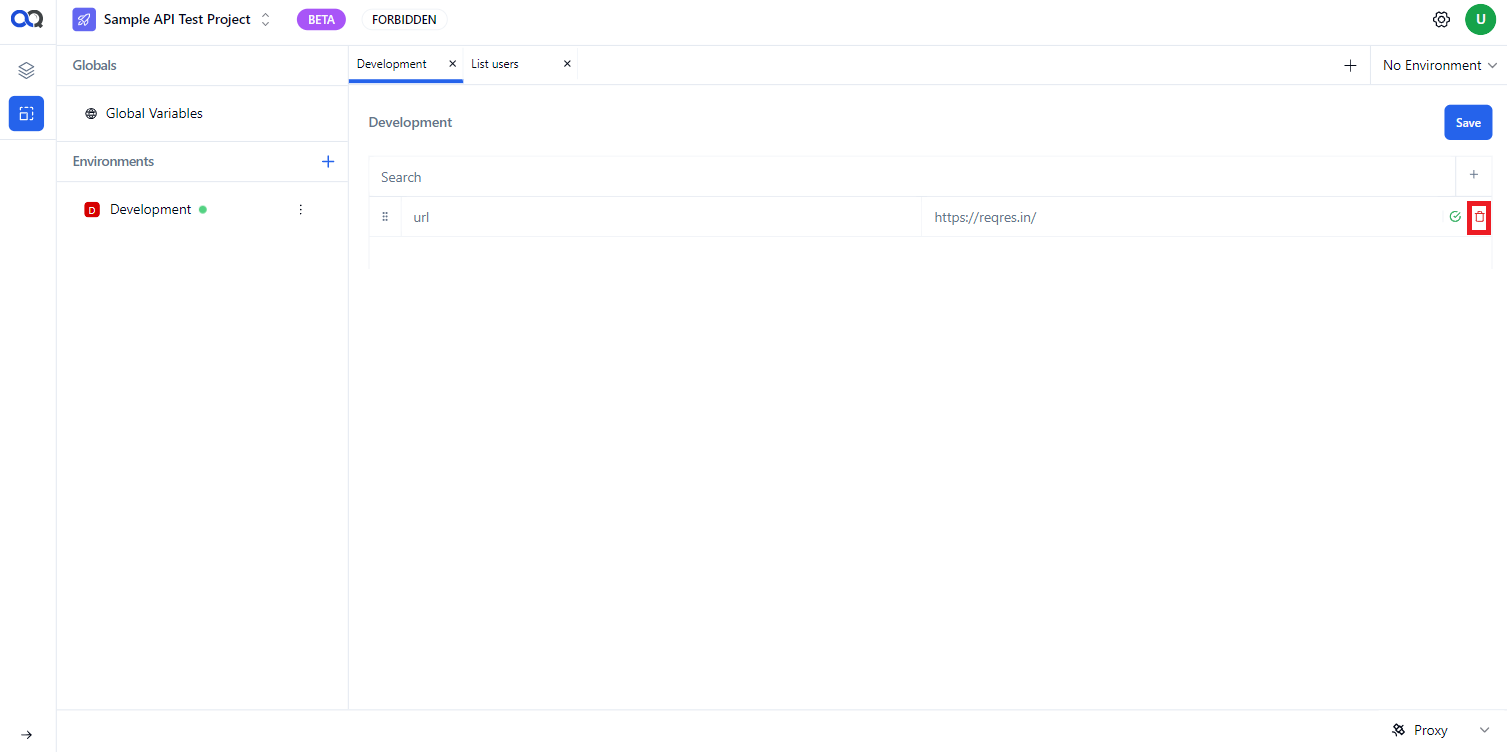 Sample API Test Project
BETA
FORBIDDEN
U
Globals
Development
List users
No Environment
Global Variables
Development
Save
Environments
Search
D Development
url
https://reqres.in/
Proxy